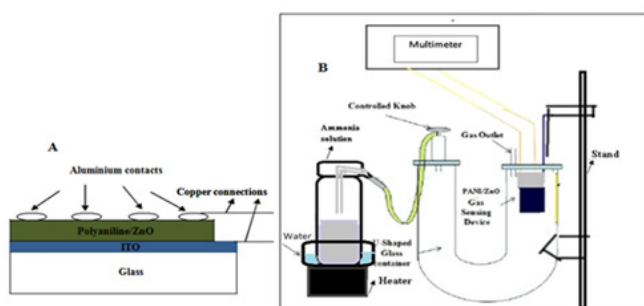 A
Aluminium contacts
Copper connections
Polyaniline/ZnO
ITO
Glass
B
Multimeter
Controlled Knob
Ammonia
solution
Gas Outlet
Stand
PANI/ZnO
Gas
Sensing
Device
Water
U-Shaped
Glass
container
Heater